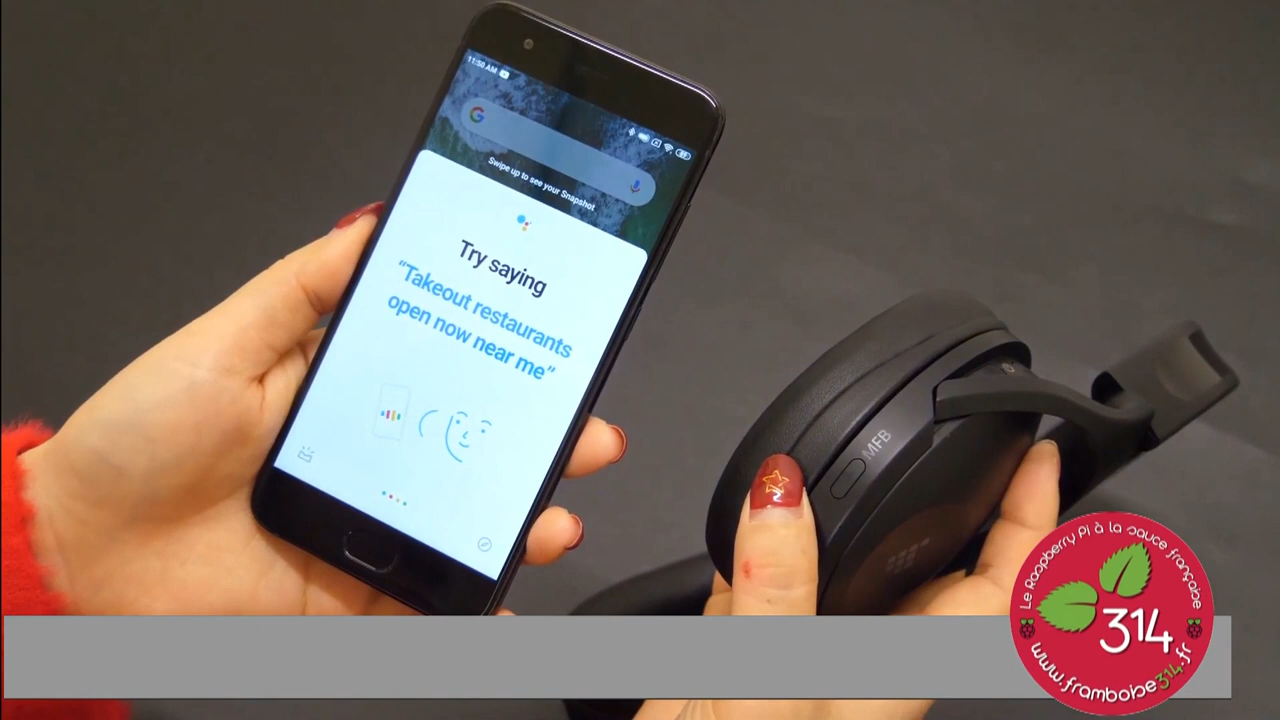 11:50 AM
Swipe up to see your Snapshot
Try saying
“Takeout restaurants
open now near me”
MFB
Le Raspberry Pi à la sauce française
314
www.framboise314.fr